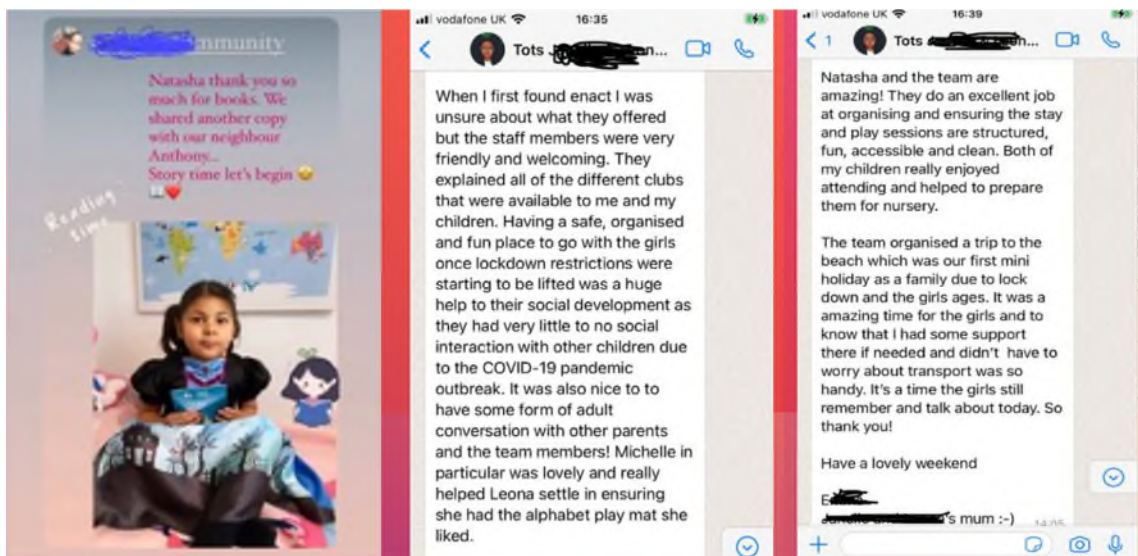 mmunity
Natasha thank you so
much for books. We
shared another copy
with our neighbour
Anthony...
Story time let's begin 🤩
📖❤️
Reading
time
vodafone UK
16:35
Tots
n...
When I first found enact I was
unsure about what they offered
but the staff members were very
friendly and welcoming. They
explained all of the different clubs
that were available to me and my
children. Having a safe, organised
and fun place to go with the girls
once lockdown restrictions were
starting to be lifted was a huge
help to their social development as
they had very little to no social
interaction with other children due
to the COVID-19 pandemic
outbreak. It was also nice to to
have some form of adult
conversation with other parents
and the team members! Michelle in
particular was lovely and really
helped Leona settle in ensuring
she had the alphabet play mat she
liked.
vodafone UK
16:39
1
Tots
Natasha and the team are
amazing! They do an excellent job
at organising and ensuring the stay
and play sessions are structured,
fun, accessible and clean. Both of
my children really enjoyed
attending and helped to prepare
them for nursery.
The team organised a trip to the
beach which was our first mini
holiday as a family due to lock
down and the girls ages. It was a
amazing time for the girls and to
know that I had some support
there if needed and didn't have to
worry about transport was so
handy. It's a time the girls still
remember and talk about today. So
thank you!
Have a lovely weekend
's mum :-)
14:05